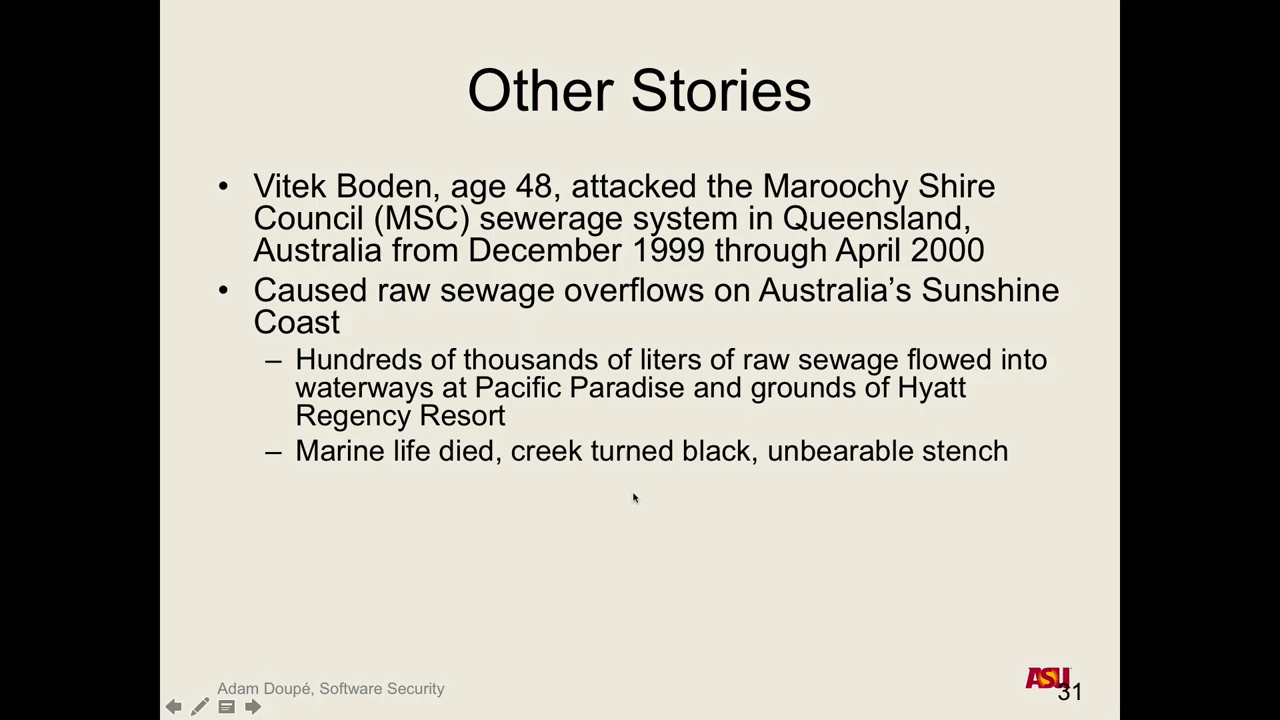 Other Stories
• Vitek Boden, age 48, attacked the Maroochy Shire
Council (MSC) sewerage system in Queensland,
Australia from December 1999 through April 2000
• Caused raw sewage overflows on Australia’s Sunshine
Coast
– Hundreds of thousands of liters of raw sewage flowed into
waterways at Pacific Paradise and grounds of Hyatt
Regency Resort
– Marine life died, creek turned black, unbearable stench
Adam Doupé, Software Security
ASU
31